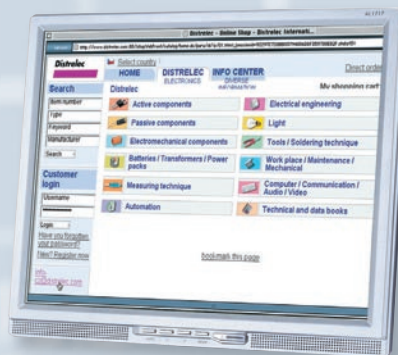 Distrelec - Online Shop - Distrelec Internati...
Distrelec
Select country
HOME
DISTRELEC
ELECTRONICS
INFO CENTER
DIVERSE
Direct order
My shopping cart
Search
Item number
Type
Keyword
Manufacturer
Search
Customer
login
Username
Login
Have you forgotten
your password?
New? Register now
info
Distrelec
Active components
Electrical engineering
Passive components
Light
Electromechanical components
Tools / Soldering technique
Batteries / Transformers / Power
packs
Work place / Maintenance /
Mechanical
Measuring technique
Computer / Communication /
Audio / Video
Automation
Technical and data books
bookmark this page